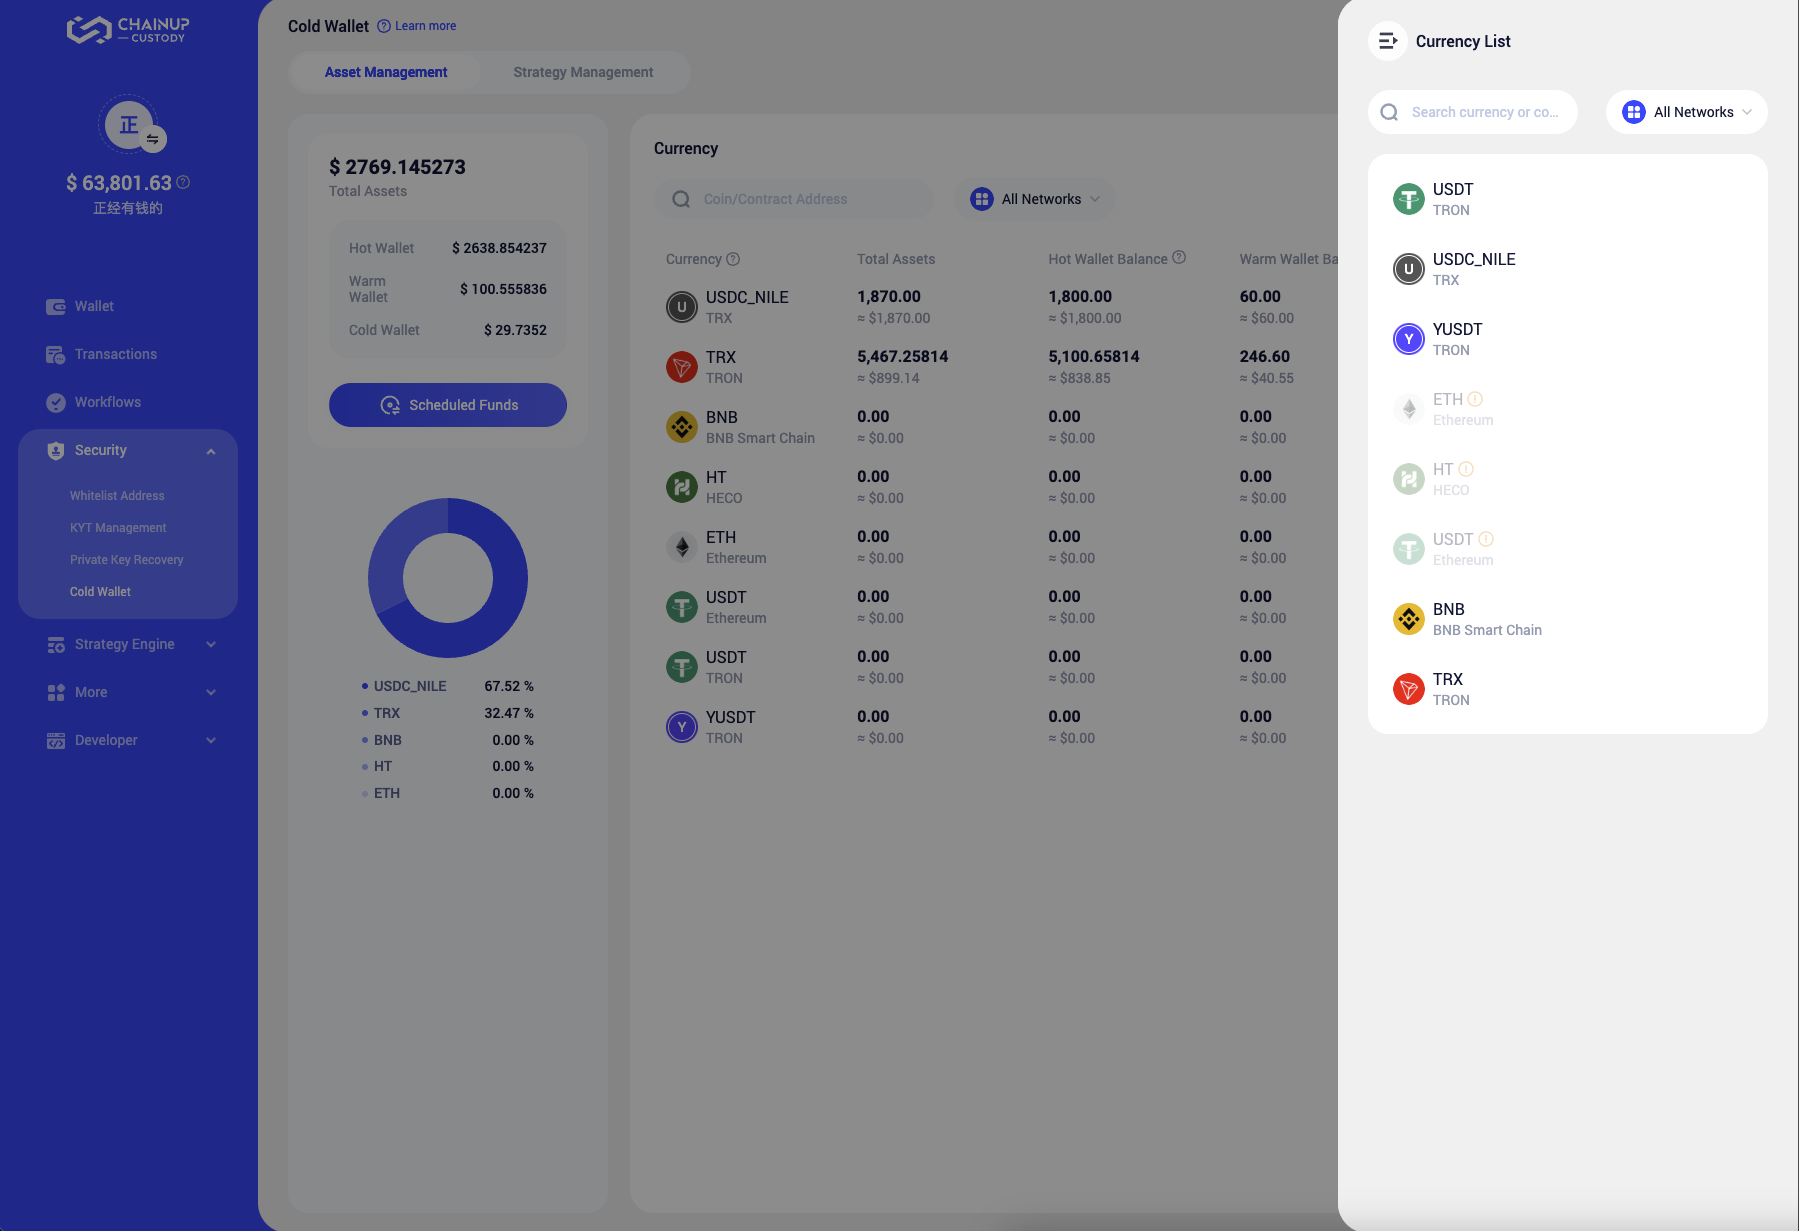 CHAINUP
CUSTODY
正
$ 63,801.63
正经有钱的
Wallet
Transactions
Workflows
Security
Whitelist Address
KYT Management
Private Key Recovery
Cold Wallet
Strategy Engine
More
Developer
Cold Wallet ? Learn more
Asset Management Strategy Management
$ 2769.145273
Total Assets
Hot Wallet $ 2638.854237
Warm Wallet $ 100.555836
Cold Wallet $ 29.7352
Scheduled Funds
USDC_NILE 67.52 %
TRX 32.47 %
BNB 0.00 %
HT 0.00 %
ETH 0.00 %
Currency
Coin/Contract Address All Networks
Currency Total Assets Hot Wallet Balance Warm Wallet Ba
U USDC_NILE 1,870.00 1,800.00 60.00
TRX ≈ $1,870.00 ≈ $1,800.00 ≈ $60.00
TRX 5,467.25814 5,100.65814 246.60
TRON ≈ $899.14 ≈ $838.85 ≈ $40.55
BNB 0.00 0.00 0.00
BNB Smart Chain ≈ $0.00 ≈ $0.00 ≈ $0.00
HT 0.00 0.00 0.00
HECO ≈ $0.00 ≈ $0.00 ≈ $0.00
ETH 0.00 0.00 0.00
Ethereum ≈ $0.00 ≈ $0.00 ≈ $0.00
USDT 0.00 0.00 0.00
Ethereum ≈ $0.00 ≈ $0.00 ≈ $0.00
USDT 0.00 0.00 0.00
TRON ≈ $0.00 ≈ $0.00 ≈ $0.00
Y YUSDT 0.00 0.00 0.00
TRON ≈ $0.00 ≈ $0.00 ≈ $0.00
Currency List
Search currency or co... All Networks
USDT
TRON
U USDC_NILE
TRX
Y YUSDT
TRON
ETH
Ethereum
HT
HECO
USDT
Ethereum
BNB
BNB Smart Chain
TRX
TRON